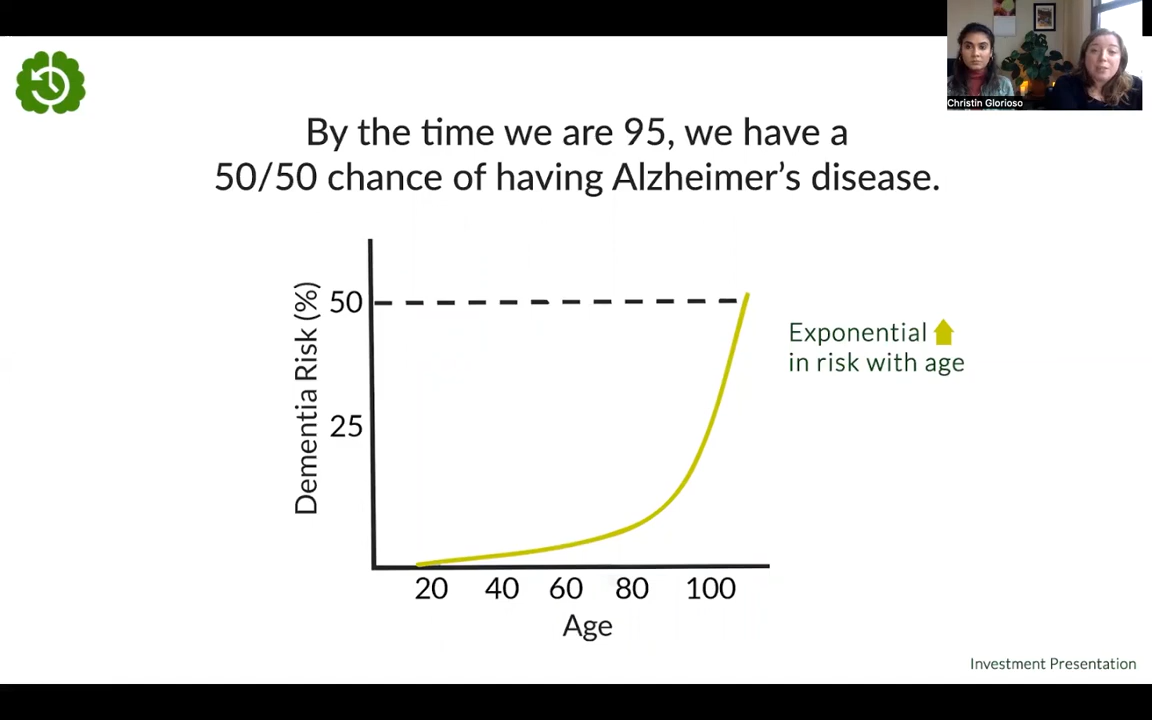 Christin Glorioso
By the time we are 95, we have a
50/50 chance of having Alzheimer's disease.
Dementia Risk (%)
50
25
Exponential
in risk with age
20 40 60 80 100
Age
Investment Presentation